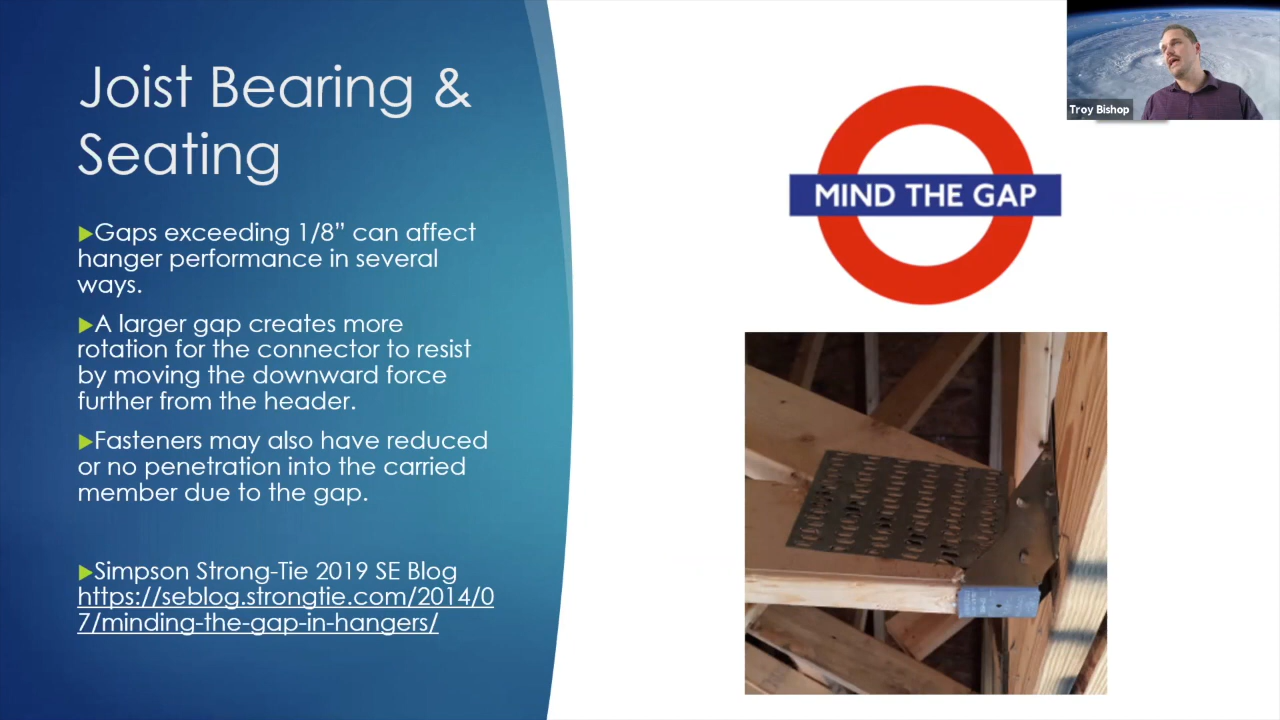 Joist Bearing &
Seating
▶Gaps exceeding 1/8” can affect
hanger performance in several
ways.
▶A larger gap creates more
rotation for the connector to resist
by moving the downward force
further from the header.
▶Fasteners may also have reduced
or no penetration into the carried
member due to the gap.
▶Simpson Strong-Tie 2019 SE Blog
https://seblog.strongtie.com/2014/0
7/minding-the-gap-in-hangers/
MIND THE GAP
Troy Bishop